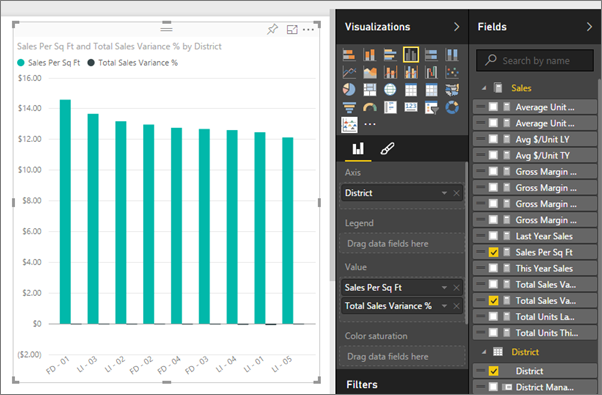 Sales Per Sq Ft and Total Sales Variance % by District
Sales Per Sq Ft Total Sales Variance %
$16.00
$14.00
$12.00
$10.00
$8.00
$6.00
$4.00
$2.00
$0
($2.00)
FD - 01 LI - 03 LI - 02 FD - 02 FD - 04 FD - 03 LI - 04 LI - 01 LI - 05
Visualizations
Axis
District
Legend
Drag data fields here
Value
Sales Per Sq Ft
Total Sales Variance %
Color saturation
Drag data fields here
Filters
Fields
Search by name
Sales
Average Unit ...
Average Unit ...
Avg $/Unit LY
Avg $/Unit TY
Gross Margin ...
Gross Margin ...
Gross Margin ...
Gross Margin ...
Last Year Sales
Sales Per Sq Ft
This Year Sales
Total Sales Va...
Total Sales Va...
Total Units La...
Total Units Thi...
District
District
District Mana...